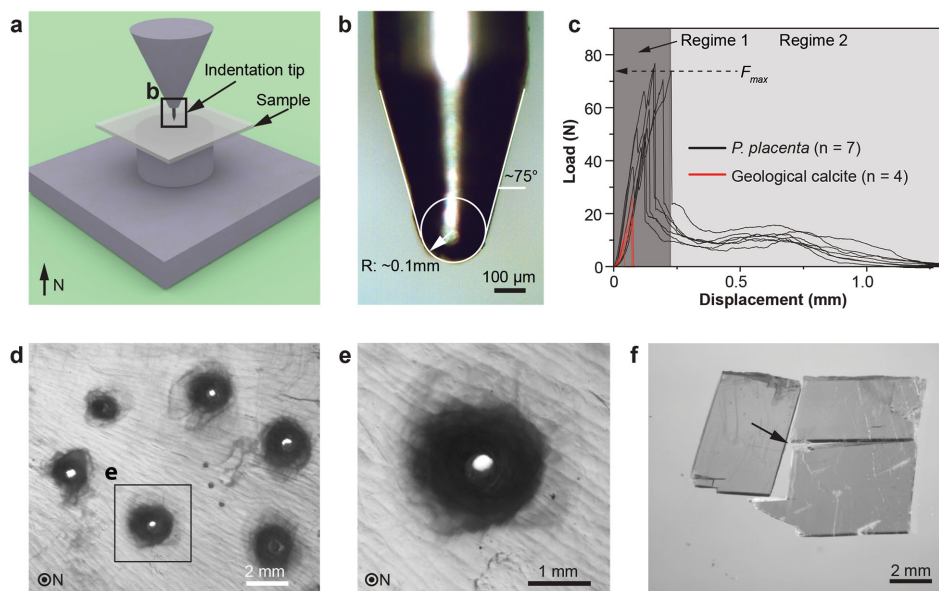 a
Indentation tip
b
Sample
N
b
~75°
R: ~0.1mm
100 µm
c
Regime 1
Regime 2
Fmax
P. placenta (n = 7)
Geological calcite (n = 4)
Load (N)
80
60
40
20
0
0
0.5
1.0
Displacement (mm)
d
e
2 mm
N
e
1 mm
N
f
2 mm